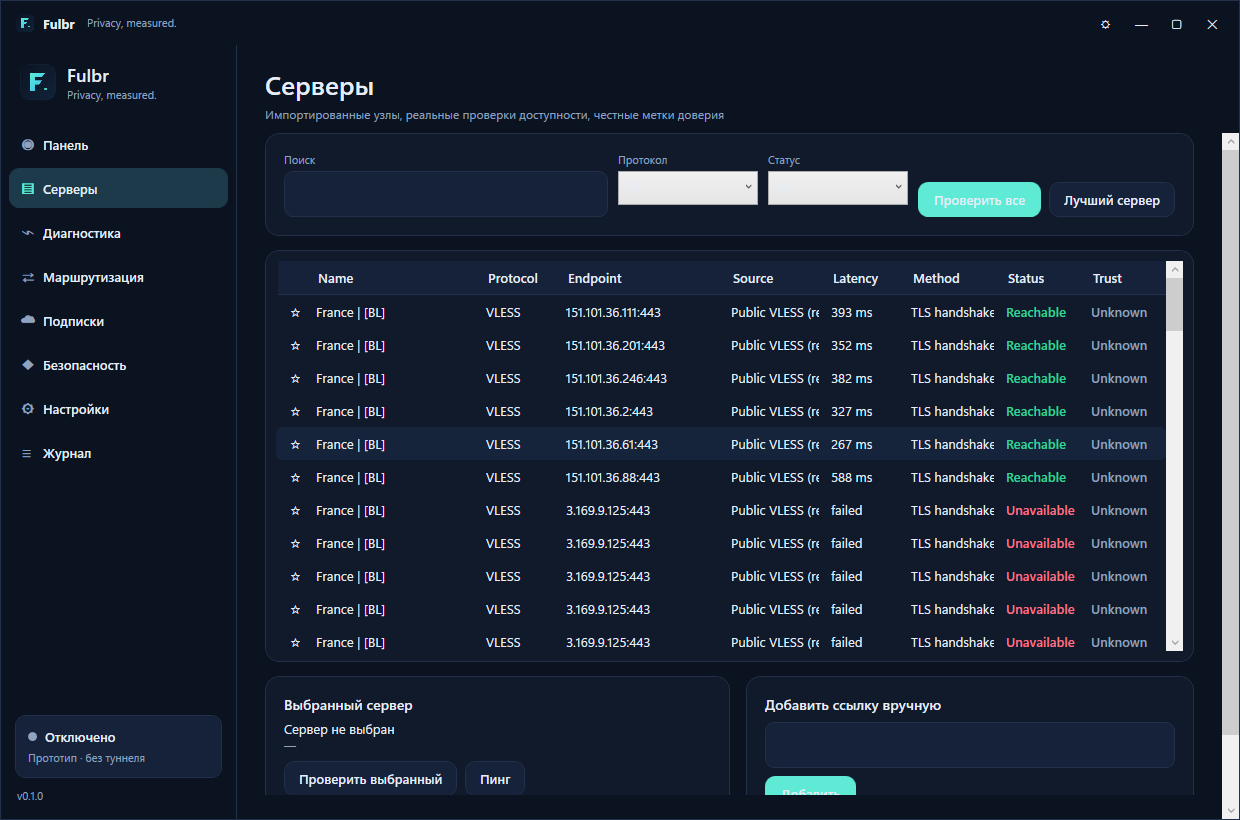 F. Fulbr Privacy, measured.
F. Fulbr
Privacy, measured.
Панель
Серверы
Диагностика
Маршрутизация
Подписки
Безопасность
Настройки
Журнал
Отключено
Прототип · без туннеля
v0.1.0
Серверы
Импортированные узлы, реальные проверки доступности, честные метки доверия
Поиск Протокол Статус
Проверить все Лучший сервер
Name Protocol Endpoint Source Latency Method Status Trust
☆ France | [BL] VLESS 151.101.36.111:443 Public VLESS (re 393 ms TLS handshake Reachable Unknown
☆ France | [BL] VLESS 151.101.36.201:443 Public VLESS (re 352 ms TLS handshake Reachable Unknown
☆ France | [BL] VLESS 151.101.36.246:443 Public VLESS (re 382 ms TLS handshake Reachable Unknown
☆ France | [BL] VLESS 151.101.36.2:443 Public VLESS (re 327 ms TLS handshake Reachable Unknown
☆ France | [BL] VLESS 151.101.36.61:443 Public VLESS (re 267 ms TLS handshake Reachable Unknown
☆ France | [BL] VLESS 151.101.36.88:443 Public VLESS (re 588 ms TLS handshake Reachable Unknown
☆ France | [BL] VLESS 3.169.9.125:443 Public VLESS (re failed TLS handshake Unavailable Unknown
☆ France | [BL] VLESS 3.169.9.125:443 Public VLESS (re failed TLS handshake Unavailable Unknown
☆ France | [BL] VLESS 3.169.9.125:443 Public VLESS (re failed TLS handshake Unavailable Unknown
☆ France | [BL] VLESS 3.169.9.125:443 Public VLESS (re failed TLS handshake Unavailable Unknown
☆ France | [BL] VLESS 3.169.9.125:443 Public VLESS (re failed TLS handshake Unavailable Unknown
Выбранный сервер
Сервер не выбран
—
Проверить выбранный Пинг
Добавить ссылку вручную
Добавить